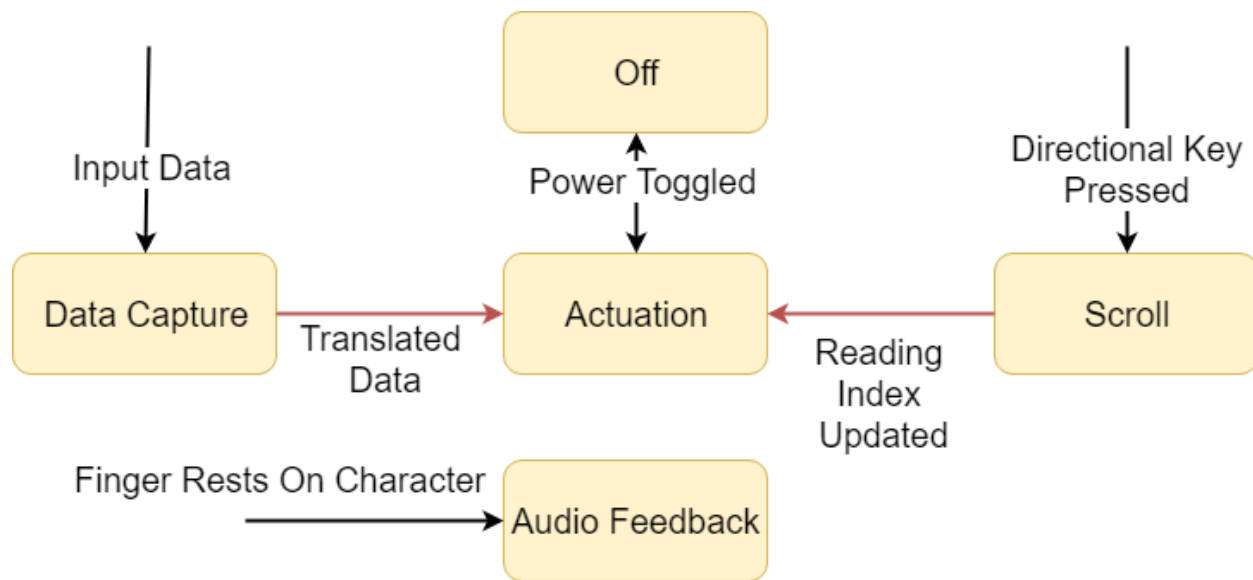 Off
Input Data
Power Toggled
Directional Key
Pressed
Data Capture
Actuation
Scroll
Translated
Data
Reading
Index
Updated
Finger Rests On Character
Audio Feedback